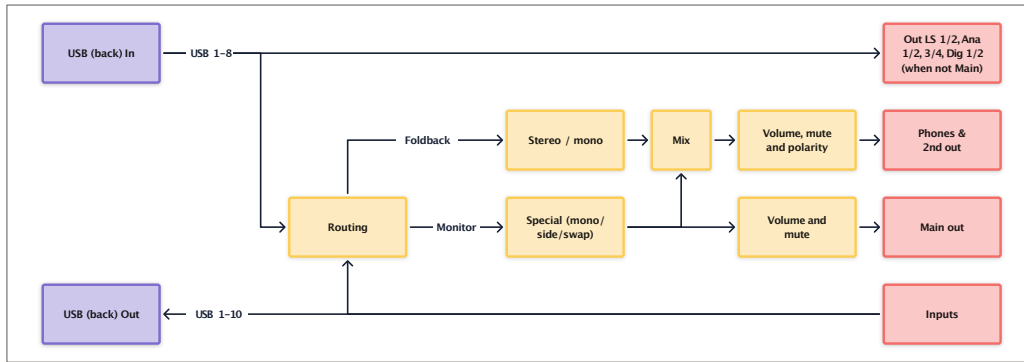 USB (back) In
USB 1-8
Out LS 1/2, Ana
1/2, 3/4, Dig 1/2
(when not Main)
Foldback
Stereo / mono
Mix
Volume, mute
and polarity
Phones &
2nd out
Routing
Monitor
Special (mono/
side/swap)
Volume and
mute
Main out
USB (back) Out
USB 1-10
Inputs